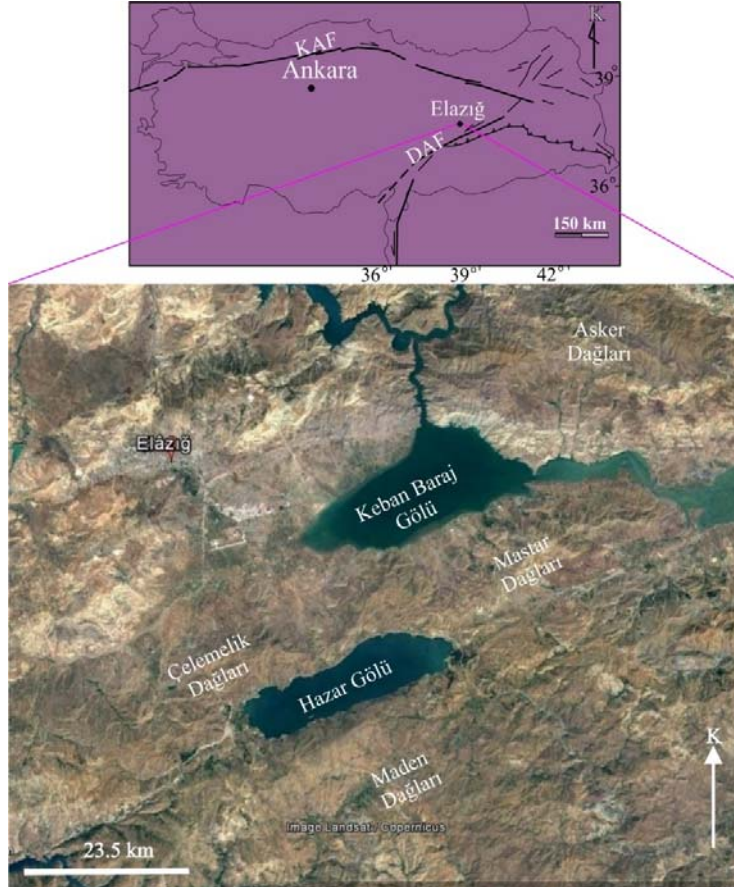 K
KAF
39°
Ankara
Elazığ
DAF
36°
150 km
36°
39°
42°
Asker
Dağları
Elâzığ
Keban Baraj
Gölü
Mastar
Dağları
Çelemelik
Dağları
Hazar Gölü
K
Maden
Dağları
Image Landsat / Copernicus
23.5 km